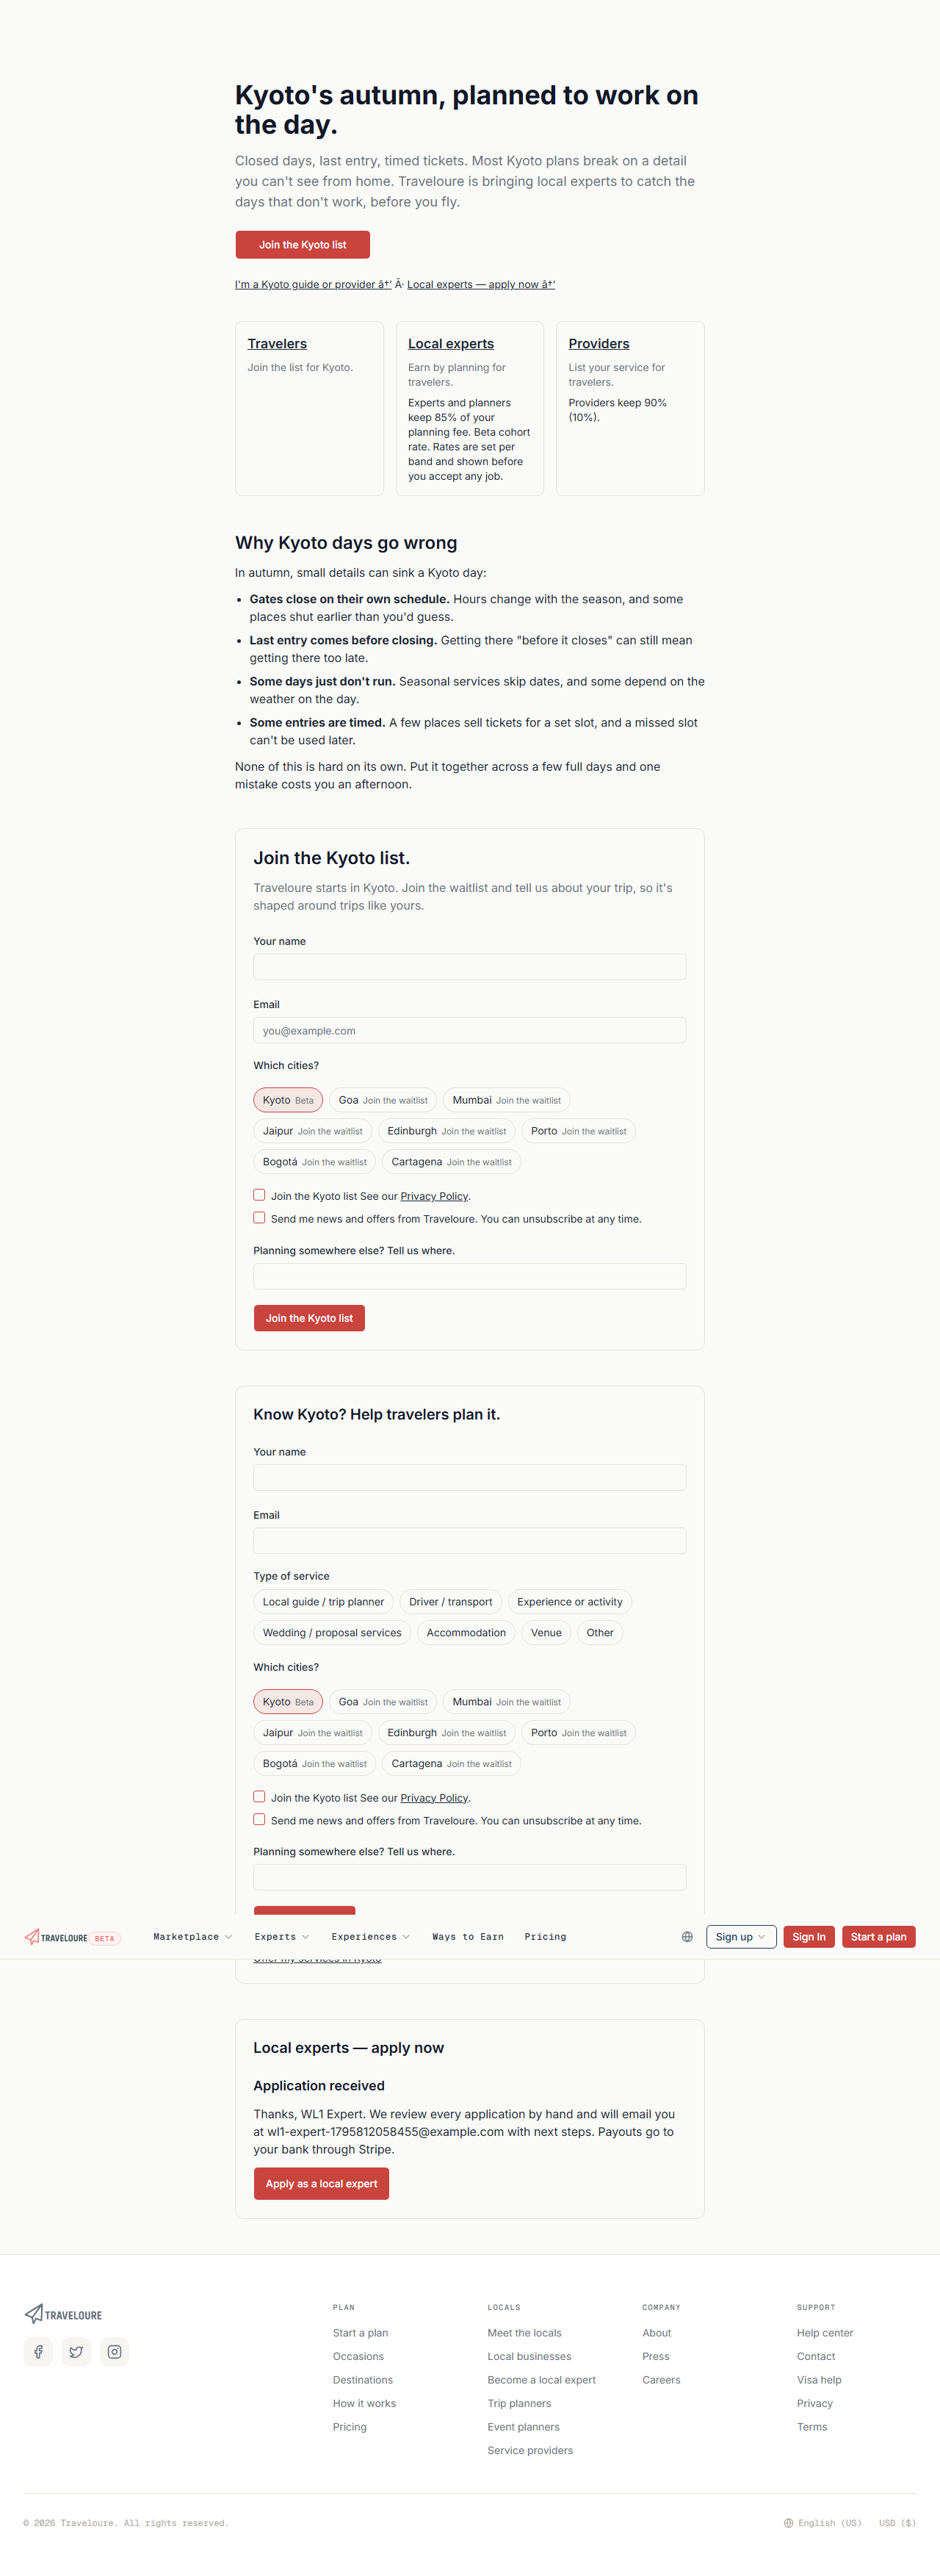 Kyoto's autumn, planned to work on
the day.
Closed days, last entry, timed tickets. Most Kyoto plans break on a detail
you can't see from home. Traveloure is bringing local experts to catch the
days that don't work, before you fly.
Join the Kyoto list
I'm a Kyoto guide or provider â†' Â· Local experts — apply now â†'
Travelers
Join the list for Kyoto.
Local experts
Earn by planning for
travelers.
Experts and planners
keep 85% of your
planning fee. Beta cohort
rate. Rates are set per
band and shown before
you accept any job.
Providers
List your service for
travelers.
Providers keep 90%
(10%).
Why Kyoto days go wrong
In autumn, small details can sink a Kyoto day:
• Gates close on their own schedule. Hours change with the season, and some
places shut earlier than you'd guess.
• Last entry comes before closing. Getting there "before it closes" can still mean
getting there too late.
• Some days just don't run. Seasonal services skip dates, and some depend on the
weather on the day.
• Some entries are timed. A few places sell tickets for a set slot, and a missed slot
can't be used later.
None of this is hard on its own. Put it together across a few full days and one
mistake costs you an afternoon.
Join the Kyoto list.
Traveloure starts in Kyoto. Join the waitlist and tell us about your trip, so it's
shaped around trips like yours.
Your name
Email
you@example.com
Which cities?
Kyoto Beta Goa Join the waitlist Mumbai Join the waitlist
Jaipur Join the waitlist Edinburgh Join the waitlist Porto Join the waitlist
Bogotá Join the waitlist Cartagena Join the waitlist
Join the Kyoto list See our Privacy Policy.
Send me news and offers from Traveloure. You can unsubscribe at any time.
Planning somewhere else? Tell us where.
Join the Kyoto list
Know Kyoto? Help travelers plan it.
Your name
Email
Type of service
Local guide / trip planner Driver / transport Experience or activity
Wedding / proposal services Accommodation Venue Other
Which cities?
Kyoto Beta Goa Join the waitlist Mumbai Join the waitlist
Jaipur Join the waitlist Edinburgh Join the waitlist Porto Join the waitlist
Bogotá Join the waitlist Cartagena Join the waitlist
Join the Kyoto list See our Privacy Policy.
Send me news and offers from Traveloure. You can unsubscribe at any time.
Planning somewhere else? Tell us where.
TRAVELOURE BETA Marketplace Experts Experiences Ways to Earn Pricing Sign up Sign In Start a plan
Offer my services in Kyoto
Local experts — apply now
Application received
Thanks, WL1 Expert. We review every application by hand and will email you
at wl1-expert-1795812058455@example.com with next steps. Payouts go to
your bank through Stripe.
Apply as a local expert
TRAVELOURE
PLAN
Start a plan
Occasions
Destinations
How it works
Pricing
LOCALS
Meet the locals
Local businesses
Become a local expert
Trip planners
Event planners
Service providers
COMPANY
About
Press
Careers
SUPPORT
Help center
Contact
Visa help
Privacy
Terms
© 2026 Traveloure. All rights reserved.
English (US) USD ($)